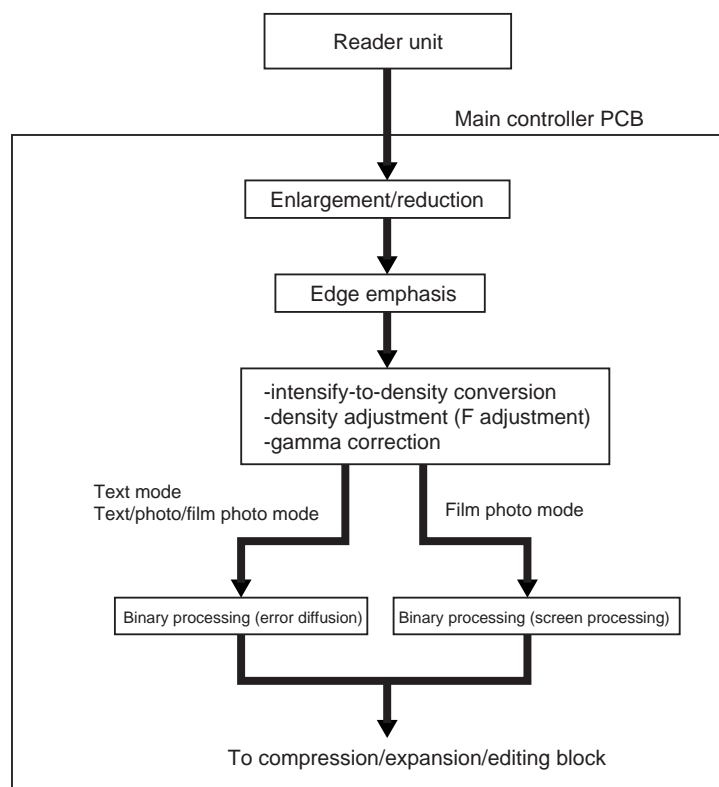 Reader unit
Main controller PCB
Enlargement/reduction
Edge emphasis
-intensify-to-density conversion
-density adjustment (F adjustment)
-gamma correction
Text mode
Text/photo/film photo mode
Film photo mode
Binary processing (error diffusion)
Binary processing (screen processing)
To compression/expansion/editing block